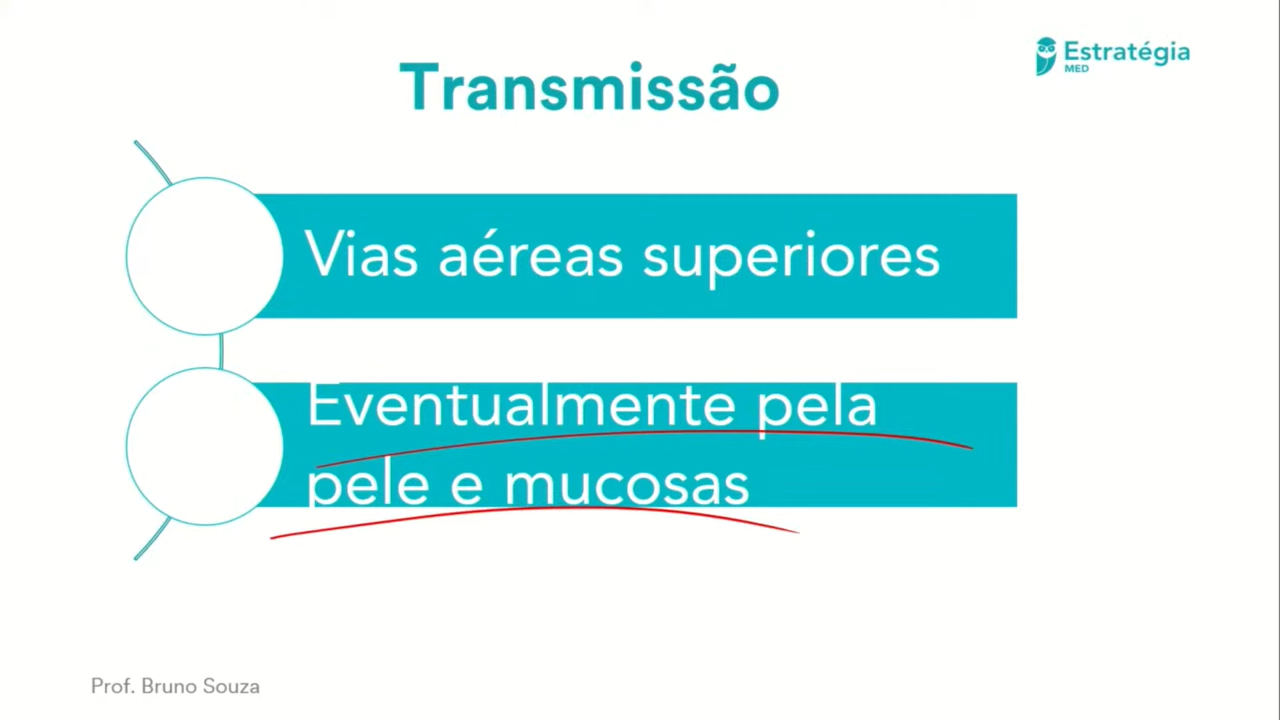 Transmissão
Estratégia
MED
Vias aéreas superiores
Eventualmente pela
pele e mucosas
Prof. Bruno Souza